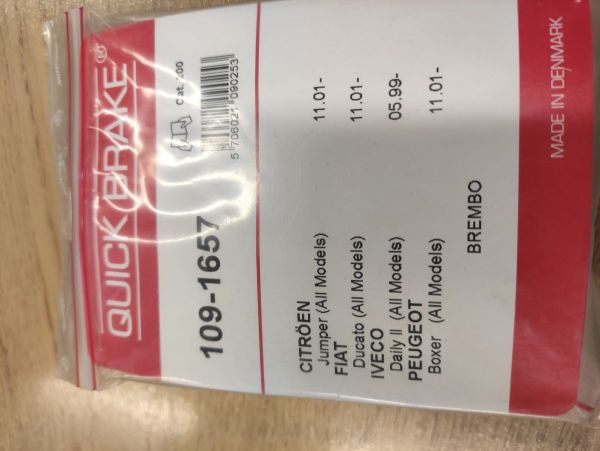 QUICK BRAKE®
109-1657
Cat. 200
5 706021 090253
CITRÖEN
Jumper (All Models) 11.01-
FIAT
Ducato (All Models) 11.01-
IVECO
Daily II (All Models) 05.99-
PEUGEOT
Boxer (All Models) 11.01-
BREMBO
MADE IN DENMARK